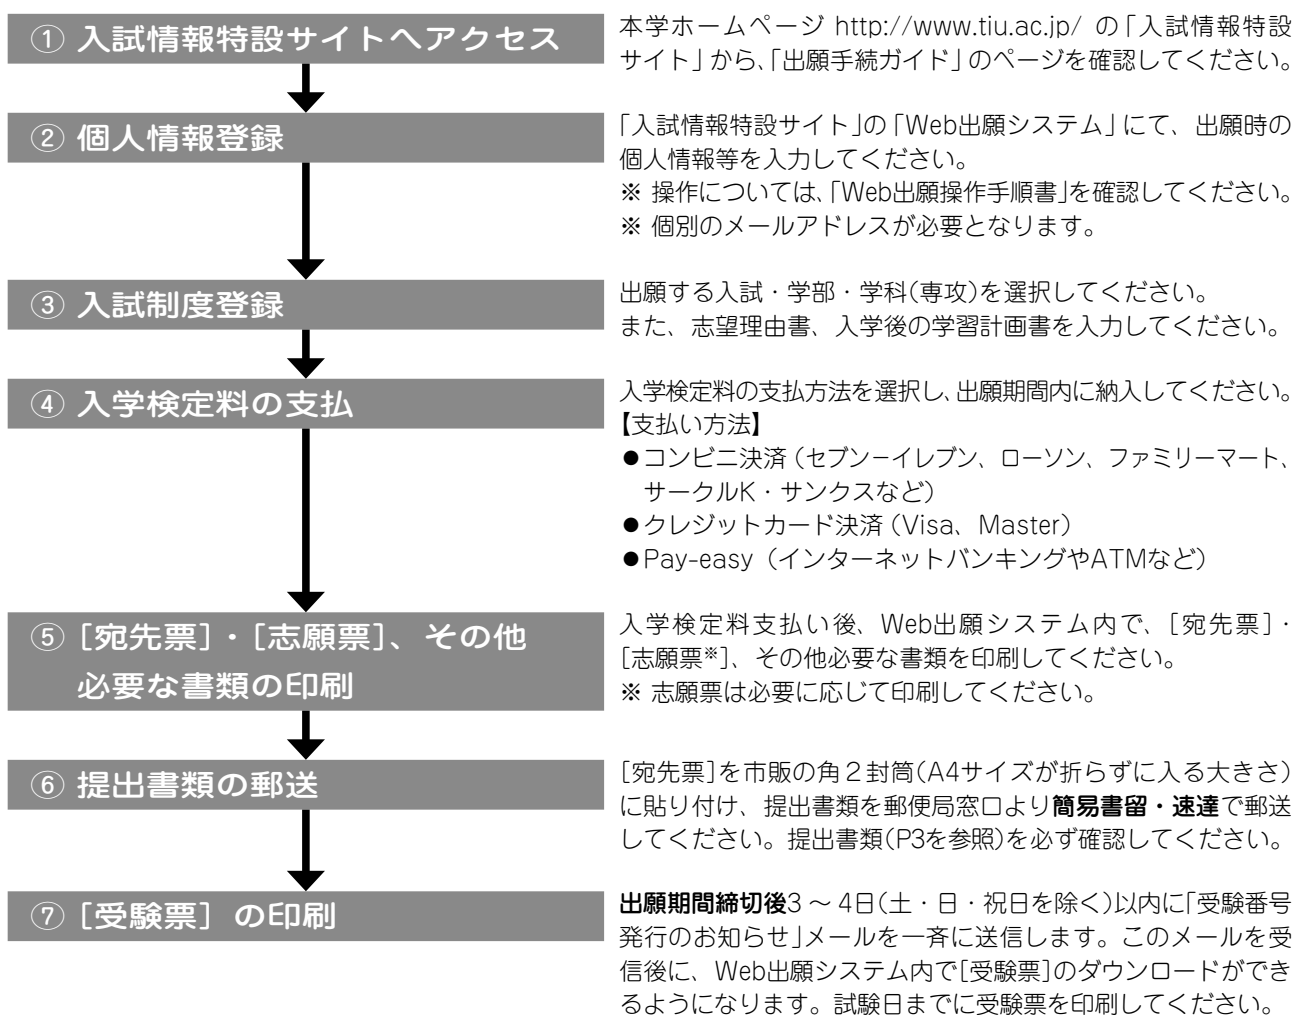 ① 入試情報特設サイトへアクセス
本学ホームページ http://www.tiu.ac.jp/ の「入試情報特設
サイト」から、「出願手続ガイド」のページを確認してください。
② 個人情報登録
「入試情報特設サイト」の「Web出願システム」にて、出願時の
個人情報等を入力してください。
※ 操作については、「Web出願操作手順書」を確認してください。
※ 個別のメールアドレスが必要となります。
③ 入試制度登録
出願する入試・学部・学科(専攻)を選択してください。
また、志望理由書、入学後の学習計画書を入力してください。
④ 入学検定料の支払
入学検定料の支払方法を選択し、出願期間内に納入してください。
【支払い方法】
●コンビニ決済(セブン－イレブン、ローソン、ファミリーマート、
サークルK・サンクスなど)
●クレジットカード決済(Visa、Master)
●Pay-easy(インターネットバンキングやATMなど)
⑤ [宛先票]・[志願票]、その他
必要な書類の印刷
入学検定料支払い後、Web出願システム内で、[宛先票]・
[志願票※]、その他必要な書類を印刷してください。
※ 志願票は必要に応じて印刷してください。
⑥ 提出書類の郵送
[宛先票]を市販の角2封筒(A4サイズが折らずに入る大きさ)
に貼り付け、提出書類を郵便局窓口より簡易書留・速達で郵送
してください。提出書類(P3を参照)を必ず確認してください。
⑦ [受験票] の印刷
出願期間締切後3 〜 4日(土・日・祝日を除く)以内に「受験番号
発行のお知らせ」メールを一斉に送信します。このメールを受
信後に、Web出願システム内で[受験票]のダウンロードができ
るようになります。試験日までに受験票を印刷してください。